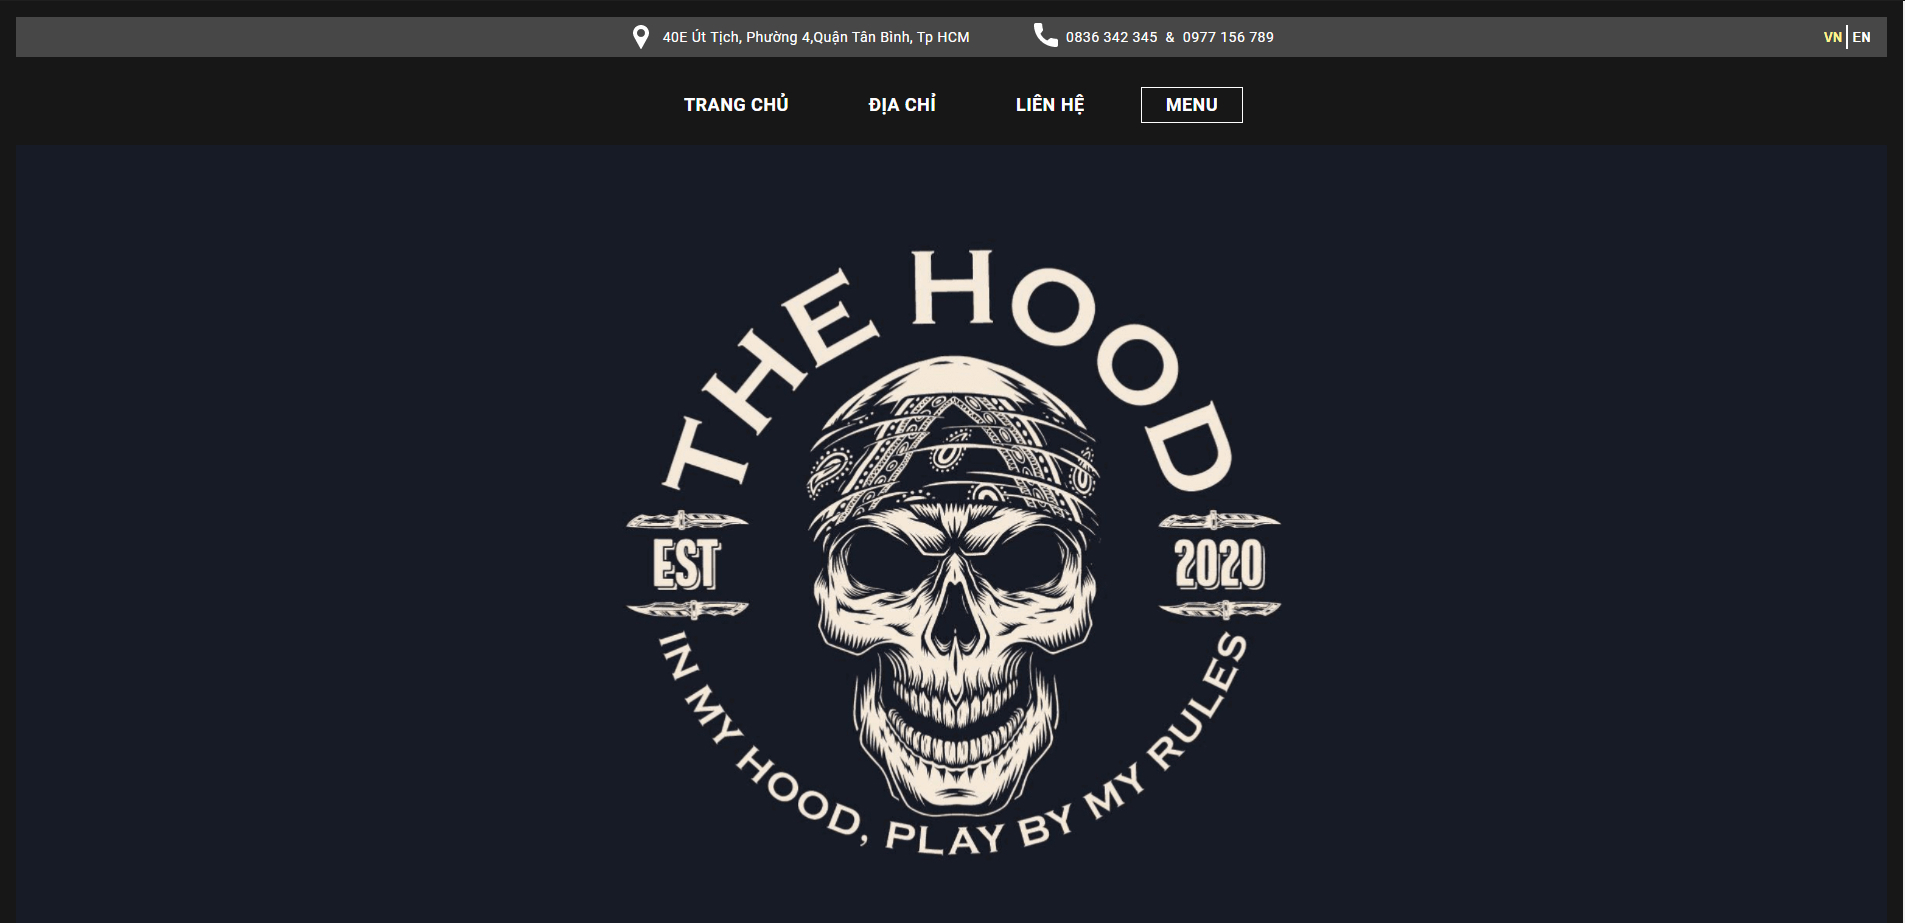 40E Út Tịch, Phường 4,Quận Tân Bình, Tp HCM
0836 342 345 & 0977 156 789
VN EN
TRANG CHỦ ĐỊA CHỈ LIÊN HỆ MENU
THE HOOD
EST 2020
IN MY HOOD, PLAY BY MY RULES